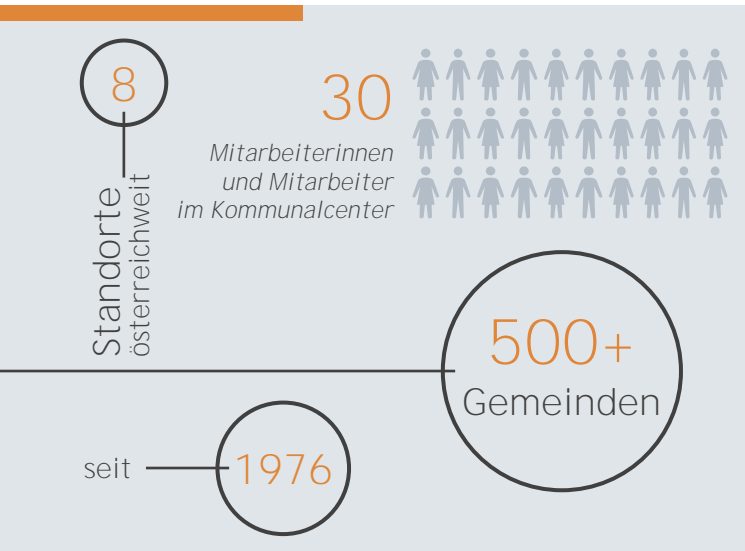 8
Standorte
österreichweit
30
Mitarbeiterinnen
und Mitarbeiter
im Kommunalcenter
500+
Gemeinden
seit
1976